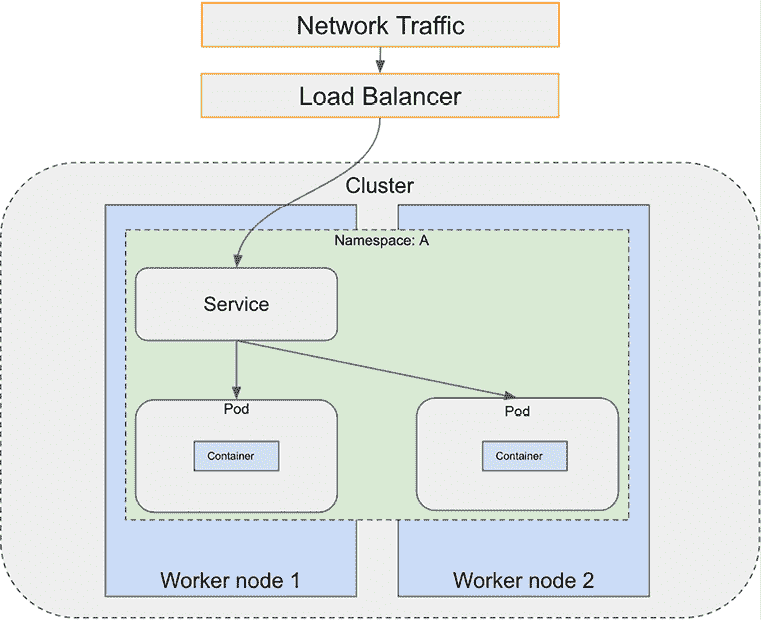 Network Traffic
Load Balancer
Cluster
Namespace: A
Service
Pod
Pod
Container
Container
Worker node 1
Worker node 2